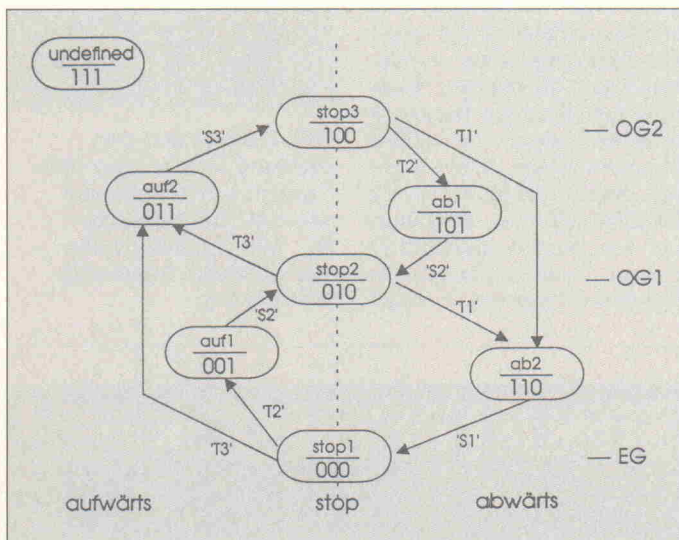 undefined
111
stop3
100
— OG2
'S3'
'T1'
'T2'
auf2
011
ab1
101
'T3'
'S2'
stop2
010
— OG1
'S2'
'T1'
auf1
001
ab2
110
'T2'
'T3'
'S1'
stop1
000
— EG
aufwärts
stop
abwärts